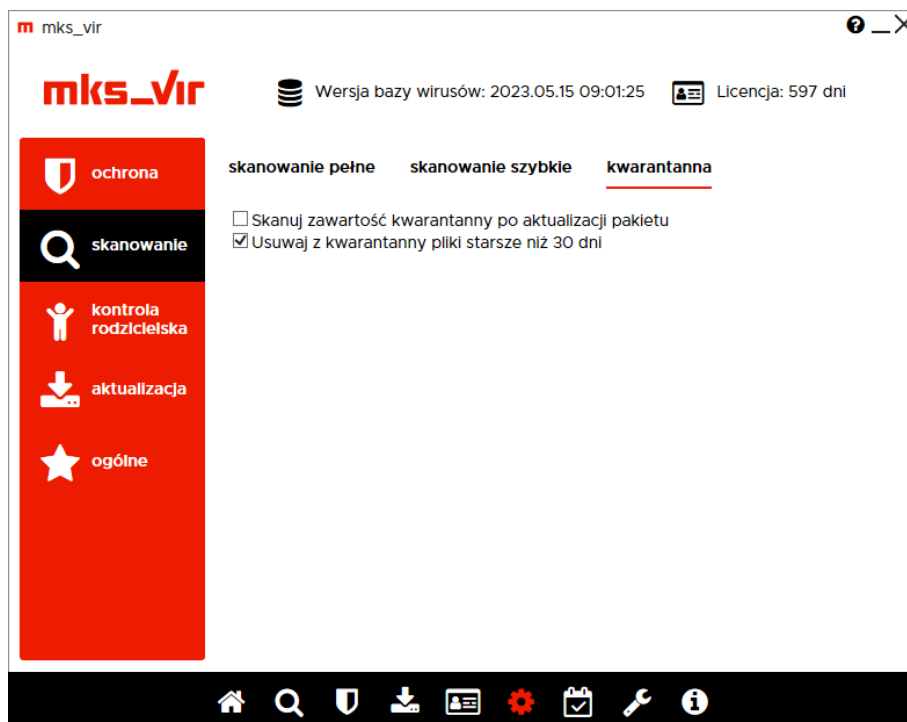 mks_vir
mks_vir
Wersja bazy wirusów: 2023.05.15 09:01:25
Licencja: 597 dni
ochrona
skanowanie
kontrola
rodzicielska
aktualizacja
ogólne
skanowanie pełne
skanowanie szybkie
kwarantanna
Skanuj zawartość kwarantanny po aktualizacji pakietu
Usuwaj z kwarantanny pliki starsze niż 30 dni